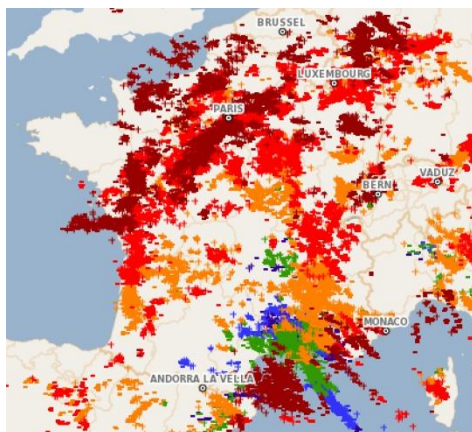 BRUSSEL
LUXEMBOURG
PARIS
VADUZ
BERN
MONACO
ANDORRA LA VELLA